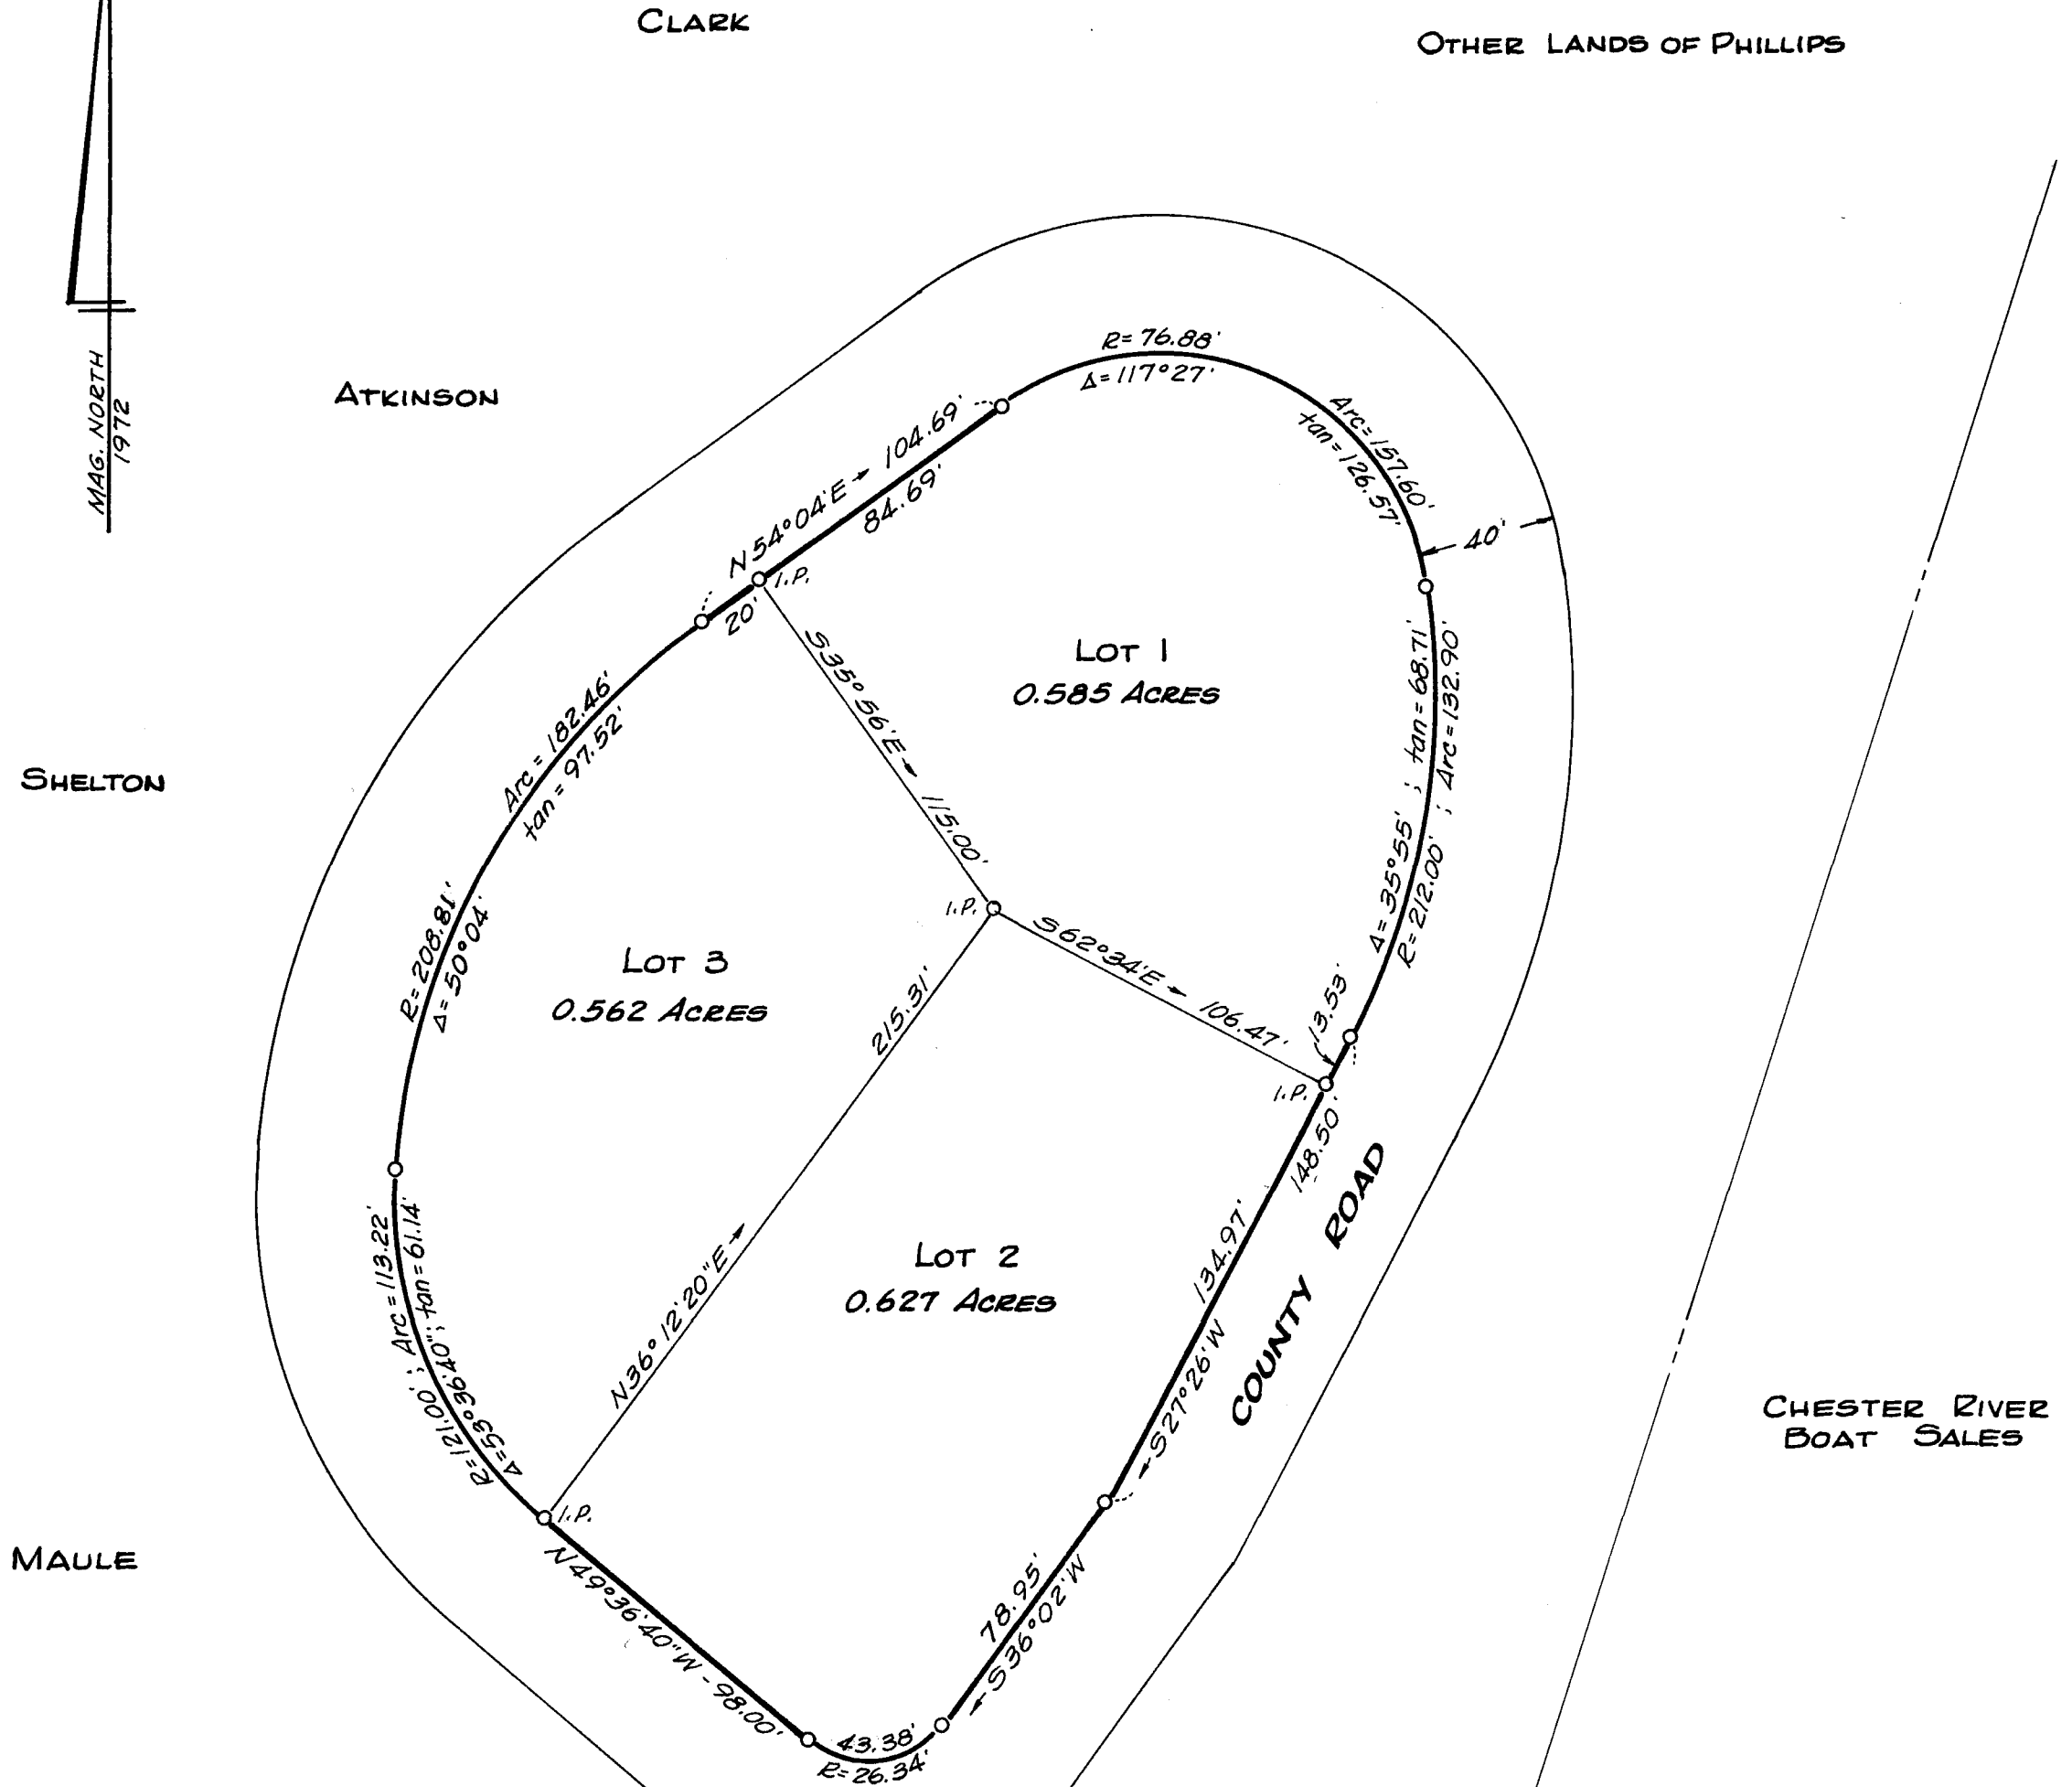 CLARK
OTHER LANDS OF PHILLIPS
MAG. NORTH
1972
ATKINSON
R=76.88'
Δ=117°27'
Arc=157.60'
tan=126.57'
40'
N54°04'E → 104.69'
84.69'
I.P.
20'
S35°56'E → 115.00'
LOT 1
0.585 ACRES
Δ=35°55' ; tan=68.71'
R=212.00' ; Arc=132.90'
SHELTON
Arc=182.46'
tan=97.52'
R=208.81'
Δ=50°04'
I.P.
S62°34'E → 106.47'
13.53'
LOT 3
0.562 ACRES
215.31'
N36°12'20"E →
I.P.
148.50'
134.97'
S27°26'W
COUNTY ROAD
LOT 2
0.627 ACRES
R=121.00' ; Arc=113.22'
Δ=53°36'40" ; tan=61.14'
I.P.
MAULE
N49°36'40"W - 98.00'
78.95'
S36°02'W
43.38'
R=26.34'
CHESTER RIVER
BOAT SALES